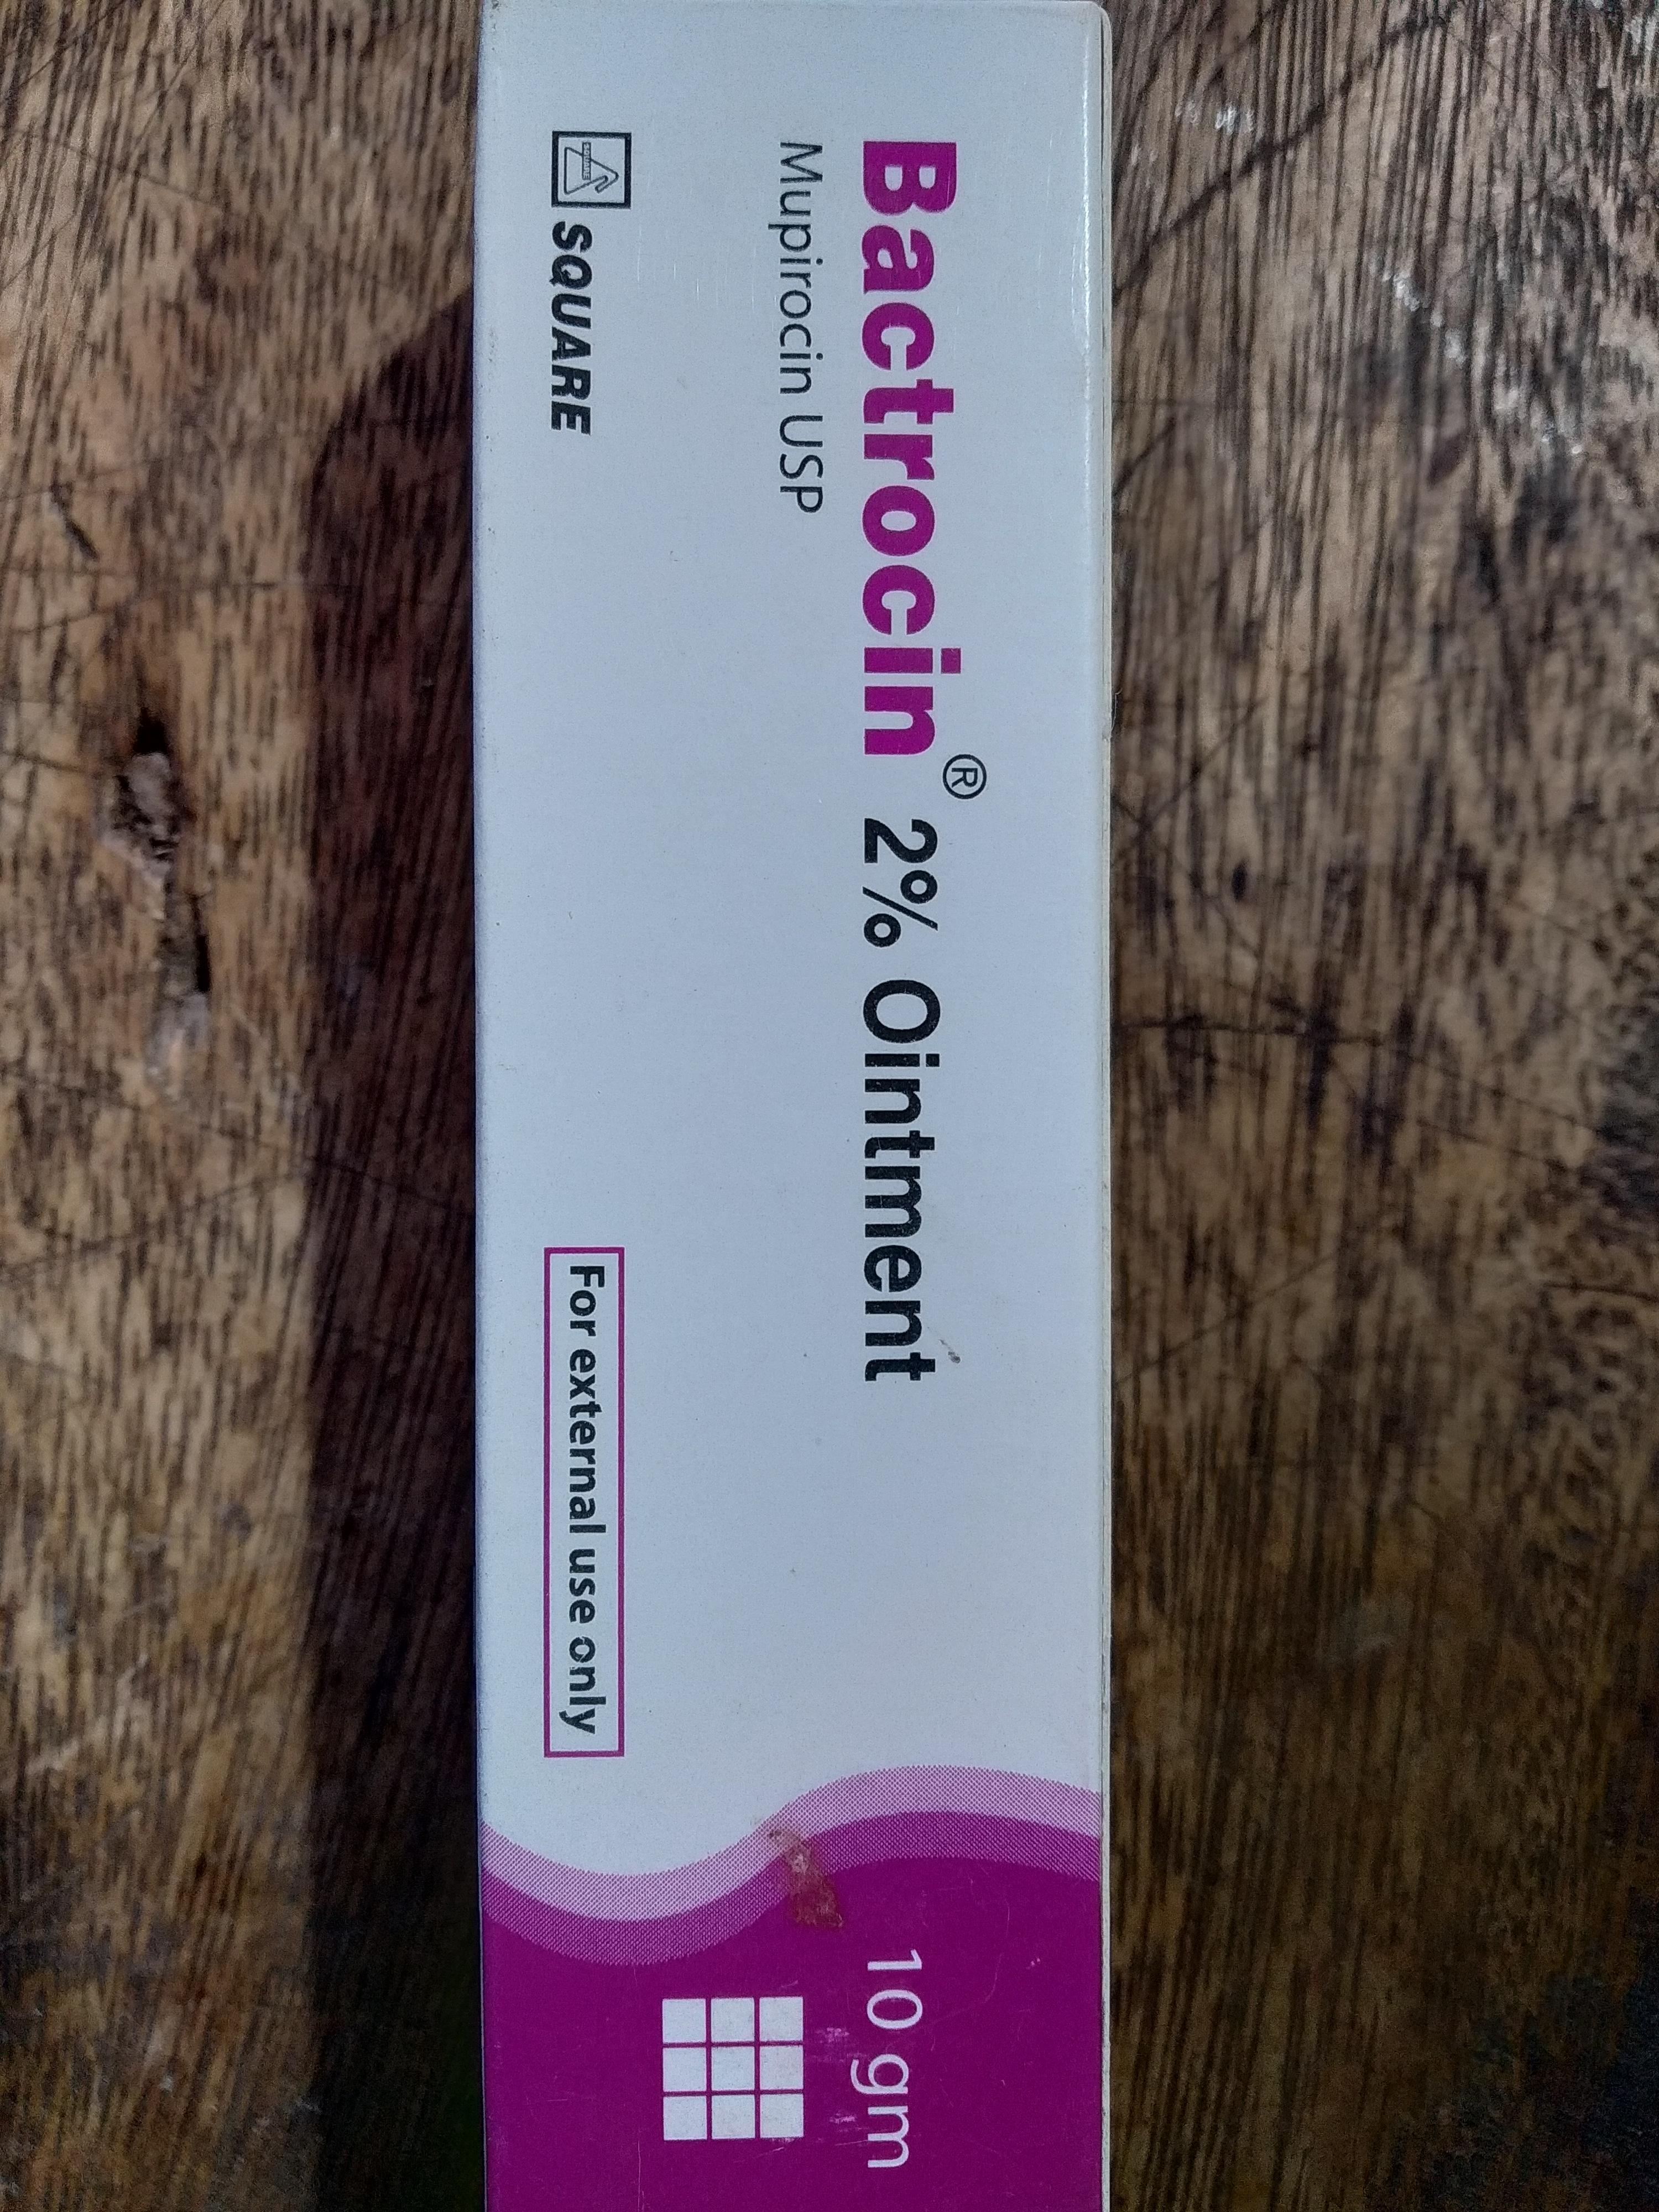 Bactrocin® 2% Ointment
Mupirocin USP
SQUARE
For external use only
10 gm